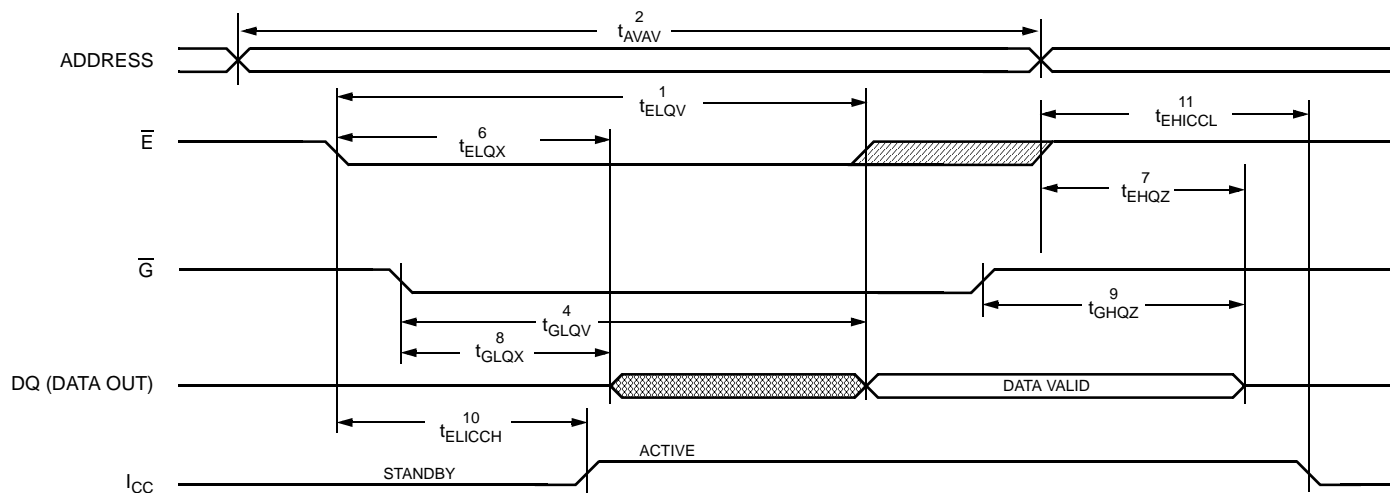 2
tAVAV
ADDRESS
1
tELQV
11
tEHICCL
E
6
tELQX
7
tEHQZ
G
9
tGHQZ
4
tGLQV
8
tGLQX
DQ (DATA OUT)
DATA VALID
10
tELICCH
ACTIVE
STANDBY
ICC